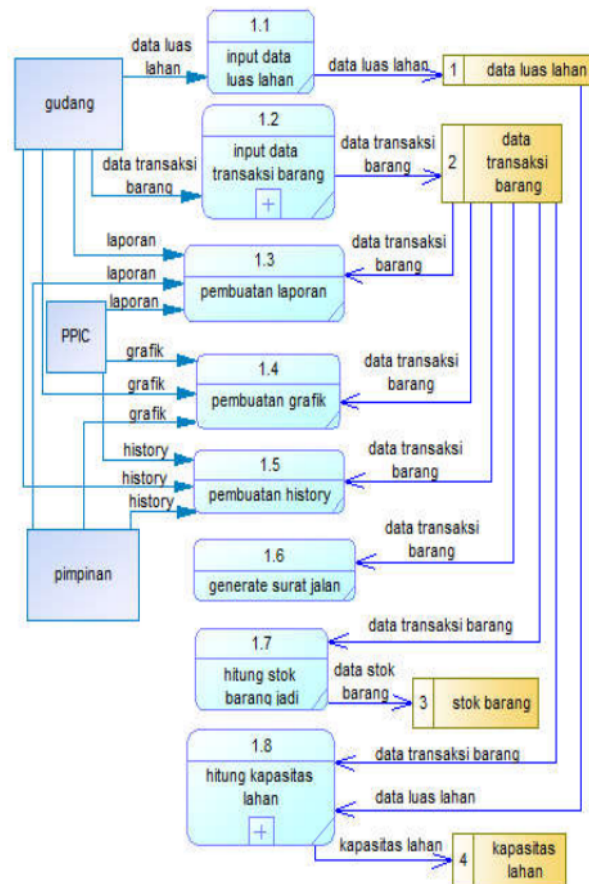 1.1
data luas
lahan
input data
luas lahan
data luas lahan
1
data luas lahan
gudang
1.2
data transaksi
barang
input data
transaksi barang
+
data transaksi
barang
2
data
transaksi
barang
laporan
1.3
data transaksi
barang
laporan
pembuatan laporan
laporan
PPIC
grafik
1.4
data transaksi
barang
grafik
pembuatan grafik
grafik
history
1.5
data transaksi
barang
history
pembuatan history
history
pimpinan
1.6
data transaksi
barang
generate surat jalan
1.7
data transaksi barang
hitung stok
barang jadi
data stok
barang
3
stok barang
1.8
data transaksi barang
hitung kapasitas
lahan
data luas lahan
+
kapasitas lahan
4
kapasitas
lahan